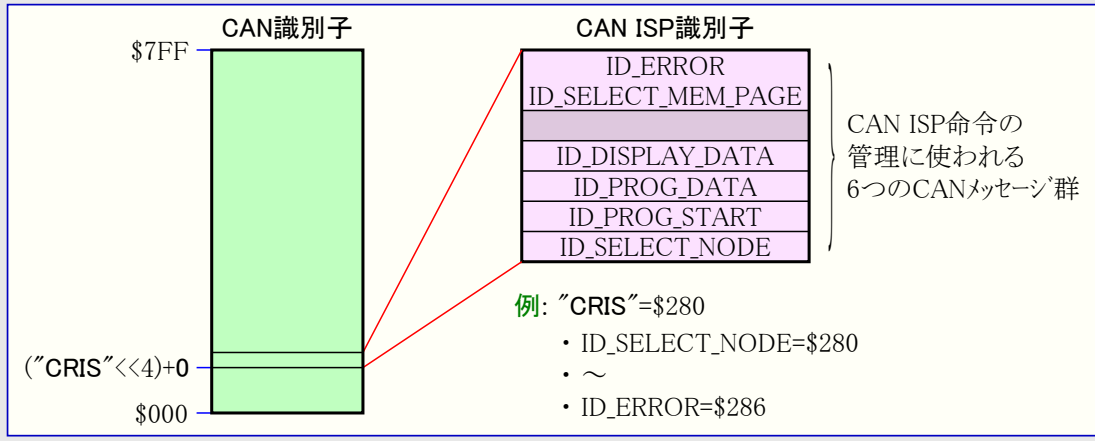 CAN識別子
$7FF
("CRIS"<<4)+0
$000
CAN ISP識別子
ID_ERROR
ID_SELECT_MEM_PAGE
ID_DISPLAY_DATA
ID_PROG_DATA
ID_PROG_START
ID_SELECT_NODE
CAN ISP命令の
管理に使われる
6つのCANメッセージ群
例: "CRIS"=$280
・ID_SELECT_NODE=$280
・～
・ID_ERROR=$286